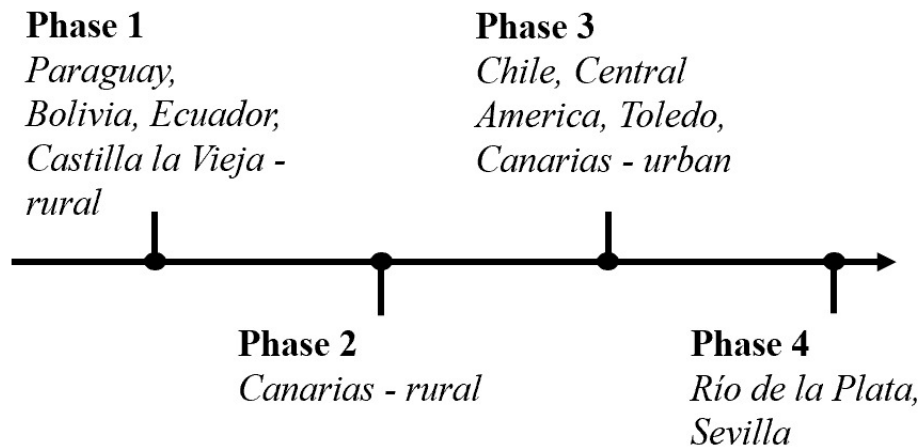 Phase 1
Paraguay,
Bolivia, Ecuador,
Castilla la Vieja -
rural
Phase 2
Canarias - rural
Phase 3
Chile, Central
America, Toledo,
Canarias - urban
Phase 4
Río de la Plata,
Sevilla